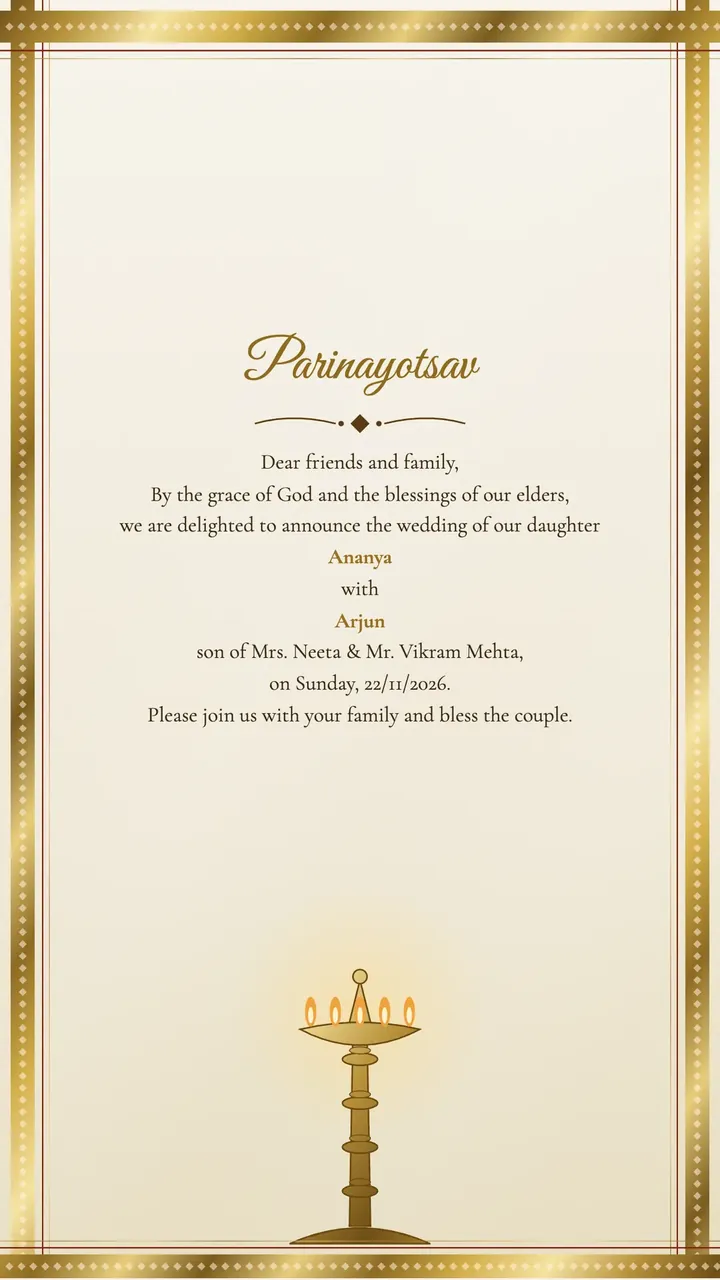 Parinayotsav
Dear friends and family,
By the grace of God and the blessings of our elders,
we are delighted to announce the wedding of our daughter
Ananya
with
Arjun
son of Mrs. Neeta & Mr. Vikram Mehta,
on Sunday, 22/11/2026.
Please join us with your family and bless the couple.